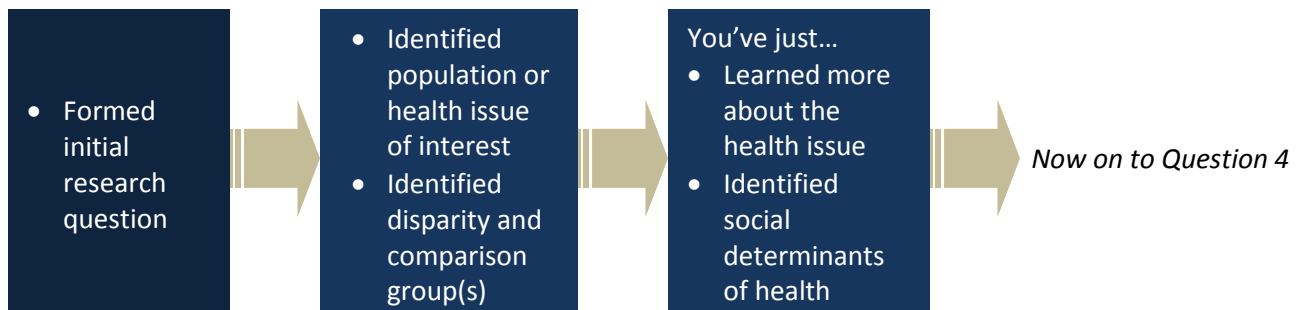 • Formed
initial
research
question
• Identified
population or
health issue
of interest
• Identified
disparity and
comparison
group(s)
You’ve just…
• Learned more
about the
health issue
• Identified
social
determinants
of health
Now on to Question 4